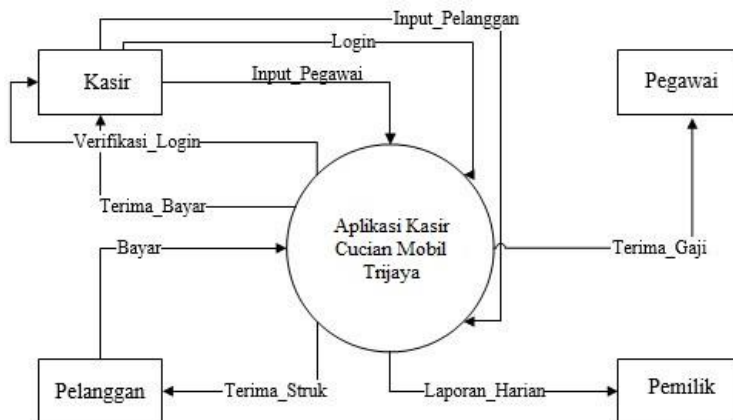 Input_Pelanggan
Login
Kasir
Input_Pegawai
Pegawai
Verifikasi_Login
Terima_Bayar
Aplikasi Kasir
Cucian Mobil
Trijaya
Bayar
Terima_Gaji
Pelanggan
Terima_Struk
Laporan_Harian
Pemilik